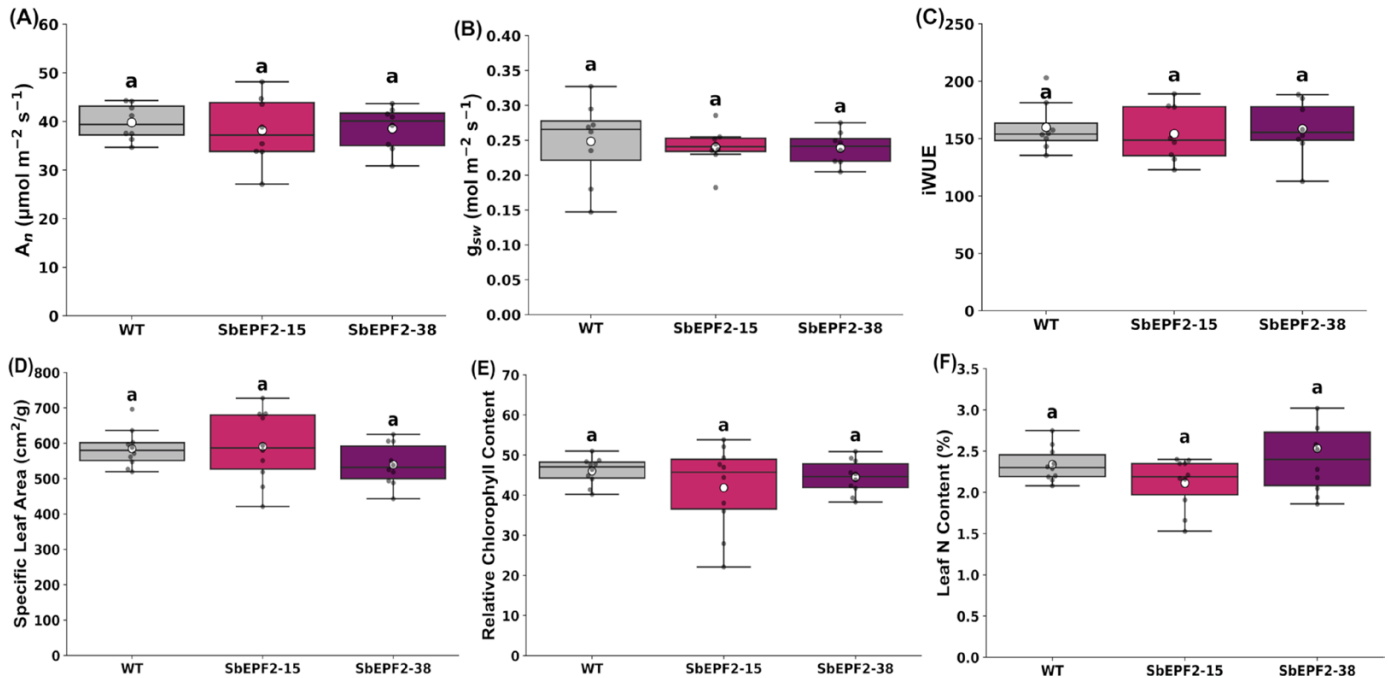 (A)
A_n (μmol m⁻² s⁻¹)
60
50
40
30
20
10
0
a a a
WT SbEPF2-15 SbEPF2-38
(B)
g_sw (mol m⁻² s⁻¹)
0.40
0.35
0.30
0.25
0.20
0.15
0.10
0.05
0.00
a a a
WT SbEPF2-15 SbEPF2-38
(C)
iWUE
250
200
150
100
50
0
a a a
WT SbEPF2-15 SbEPF2-38
(D)
Specific Leaf Area (cm²/g)
800
700
600
500
400
300
200
100
0
a a a
WT SbEPF2-15 SbEPF2-38
(E)
Relative Chlorophyll Content
70
60
50
40
30
20
10
0
a a a
WT SbEPF2-15 SbEPF2-38
(F)
Leaf N Content (%)
3.5
3.0
2.5
2.0
1.5
1.0
0.5
0.0
a a a
WT SbEPF2-15 SbEPF2-38